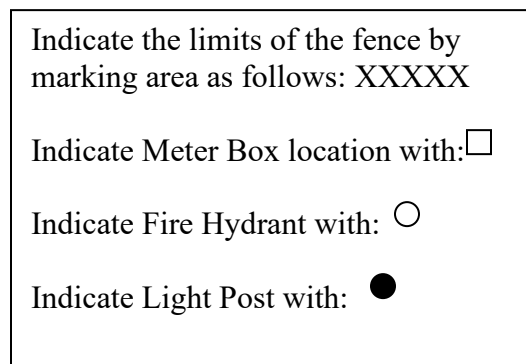 Indicate the limits of the fence by
marking area as follows: XXXXX
Indicate Meter Box location with:
Indicate Fire Hydrant with:
Indicate Light Post with: